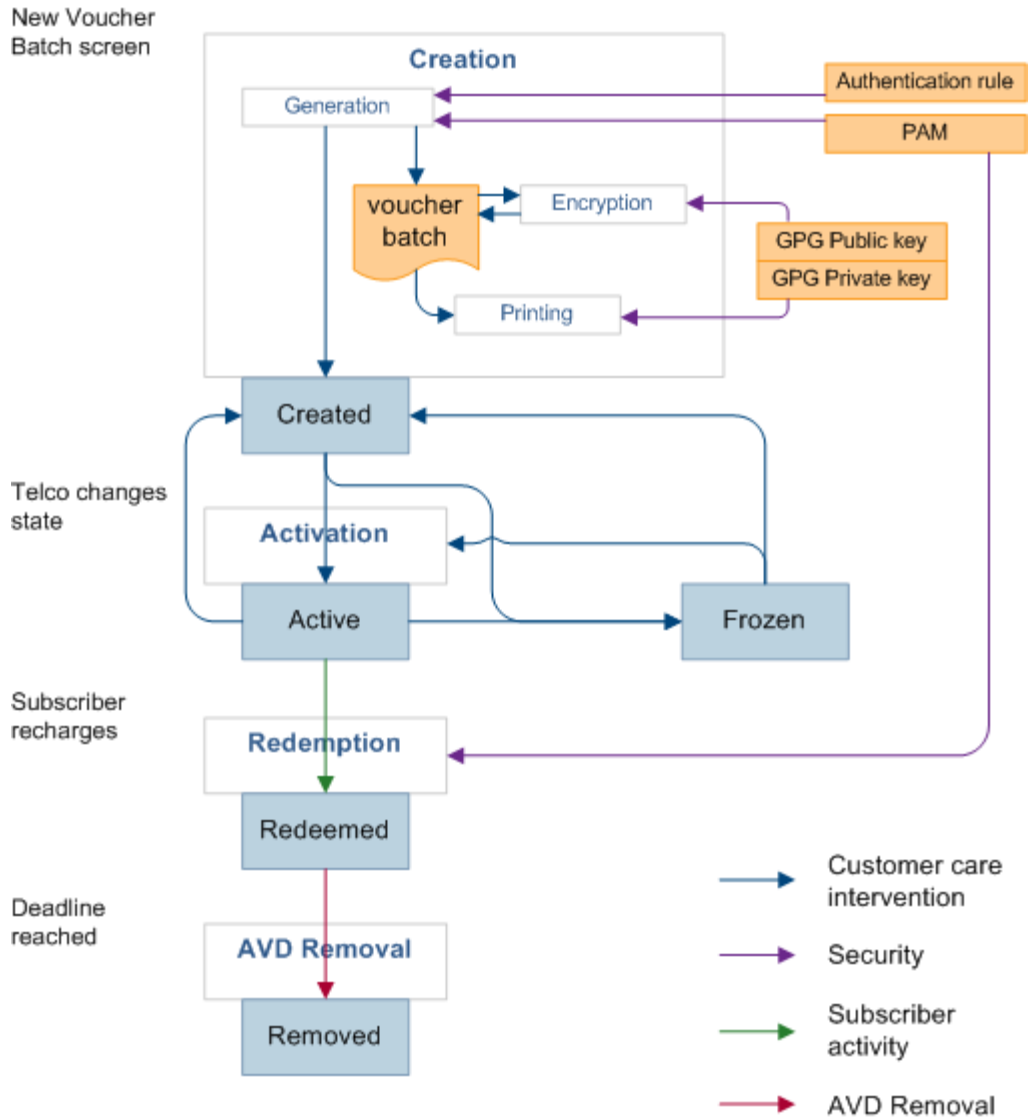 New Voucher
Batch screen
Creation
Authentication rule
Generation
PAM
voucher
batch
Encryption
GPG Public key
GPG Private key
Printing
Created
Telco changes
state
Activation
Active
Frozen
Subscriber
recharges
Redemption
Redeemed
Customer care
intervention
Deadline
reached
AVD Removal
Security
Removed
Subscriber
activity
AVD Removal